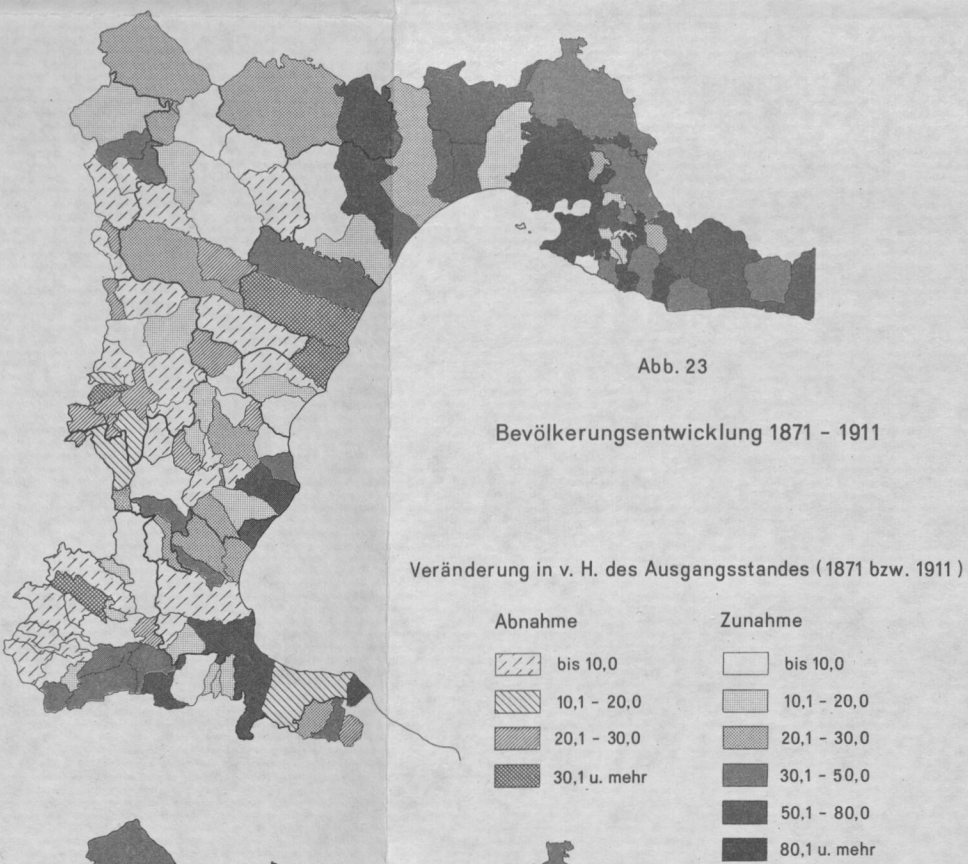 Abb. 23
Bevölkerungsentwicklung 1871 – 1911
Veränderung in v. H. des Ausgangsstandes (1871 bzw. 1911)
Abnahme
bis 10,0
10,1 – 20,0
20,1 – 30,0
30,1 u. mehr
Zunahme
bis 10,0
10,1 – 20,0
20,1 – 30,0
30,1 – 50,0
50,1 – 80,0
80,1 u. mehr